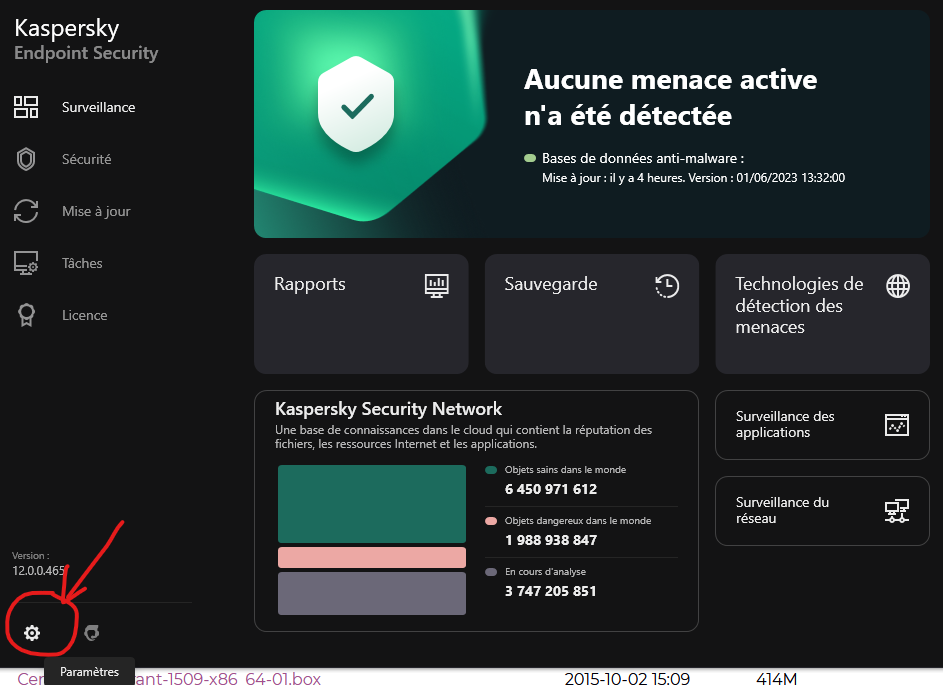 Kaspersky
Endpoint Security
Surveillance
Sécurité
Mise à jour
Tâches
Licence
Version :
12.0.0.465
Paramètres
Aucune menace active
n'a été détectée
Bases de données anti-malware :
Mise à jour : il y a 4 heures. Version : 01/06/2023 13:32:00
Rapports
Sauvegarde
Technologies de
détection des
menaces
Kaspersky Security Network
Une base de connaissances dans le cloud qui contient la réputation des
fichiers, les ressources Internet et les applications.
Objets sains dans le monde
6 450 971 612
Objets dangereux dans le monde
1 988 938 847
En cours d'analyse
3 747 205 851
Surveillance des
applications
Surveillance du
réseau
rant-1509-x86_64-01.box 2015-10-02 15:09 414M